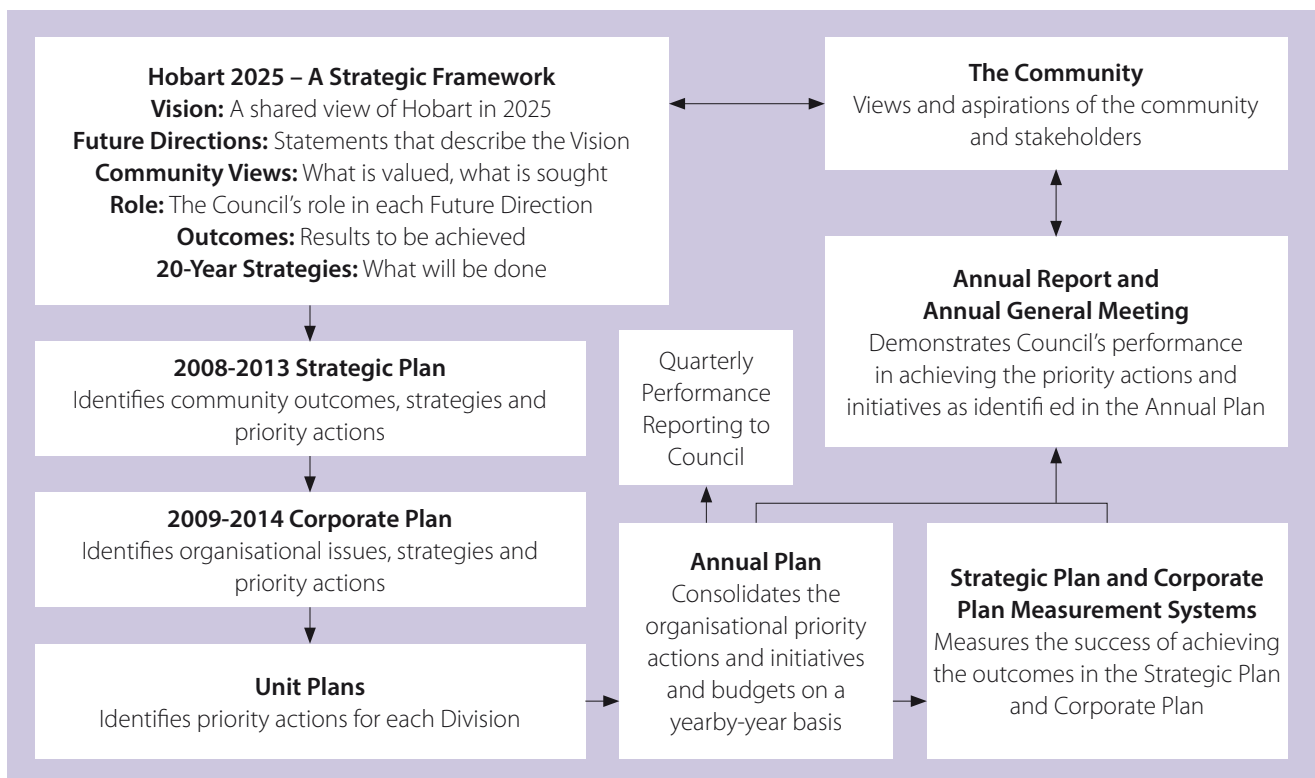 Hobart 2025 – A Strategic Framework
Vision: A shared view of Hobart in 2025
Future Directions: Statements that describe the Vision
Community Views: What is valued, what is sought
Role: The Council's role in each Future Direction
Outcomes: Results to be achieved
20-Year Strategies: What will be done
The Community
Views and aspirations of the community
and stakeholders
2008-2013 Strategic Plan
Identifies community outcomes, strategies and
priority actions
2009-2014 Corporate Plan
Identifies organisational issues, strategies and
priority actions
Unit Plans
Identifies priority actions for each Division
Quarterly
Performance
Reporting to
Council
Annual Plan
Consolidates the
organisational priority
actions and initiatives
and budgets on a
yearby-year basis
Annual Report and
Annual General Meeting
Demonstrates Council's performance
in achieving the priority actions and
initiatives as identifi ed in the Annual Plan
Strategic Plan and Corporate
Plan Measurement Systems
Measures the success of achieving
the outcomes in the Strategic Plan
and Corporate Plan